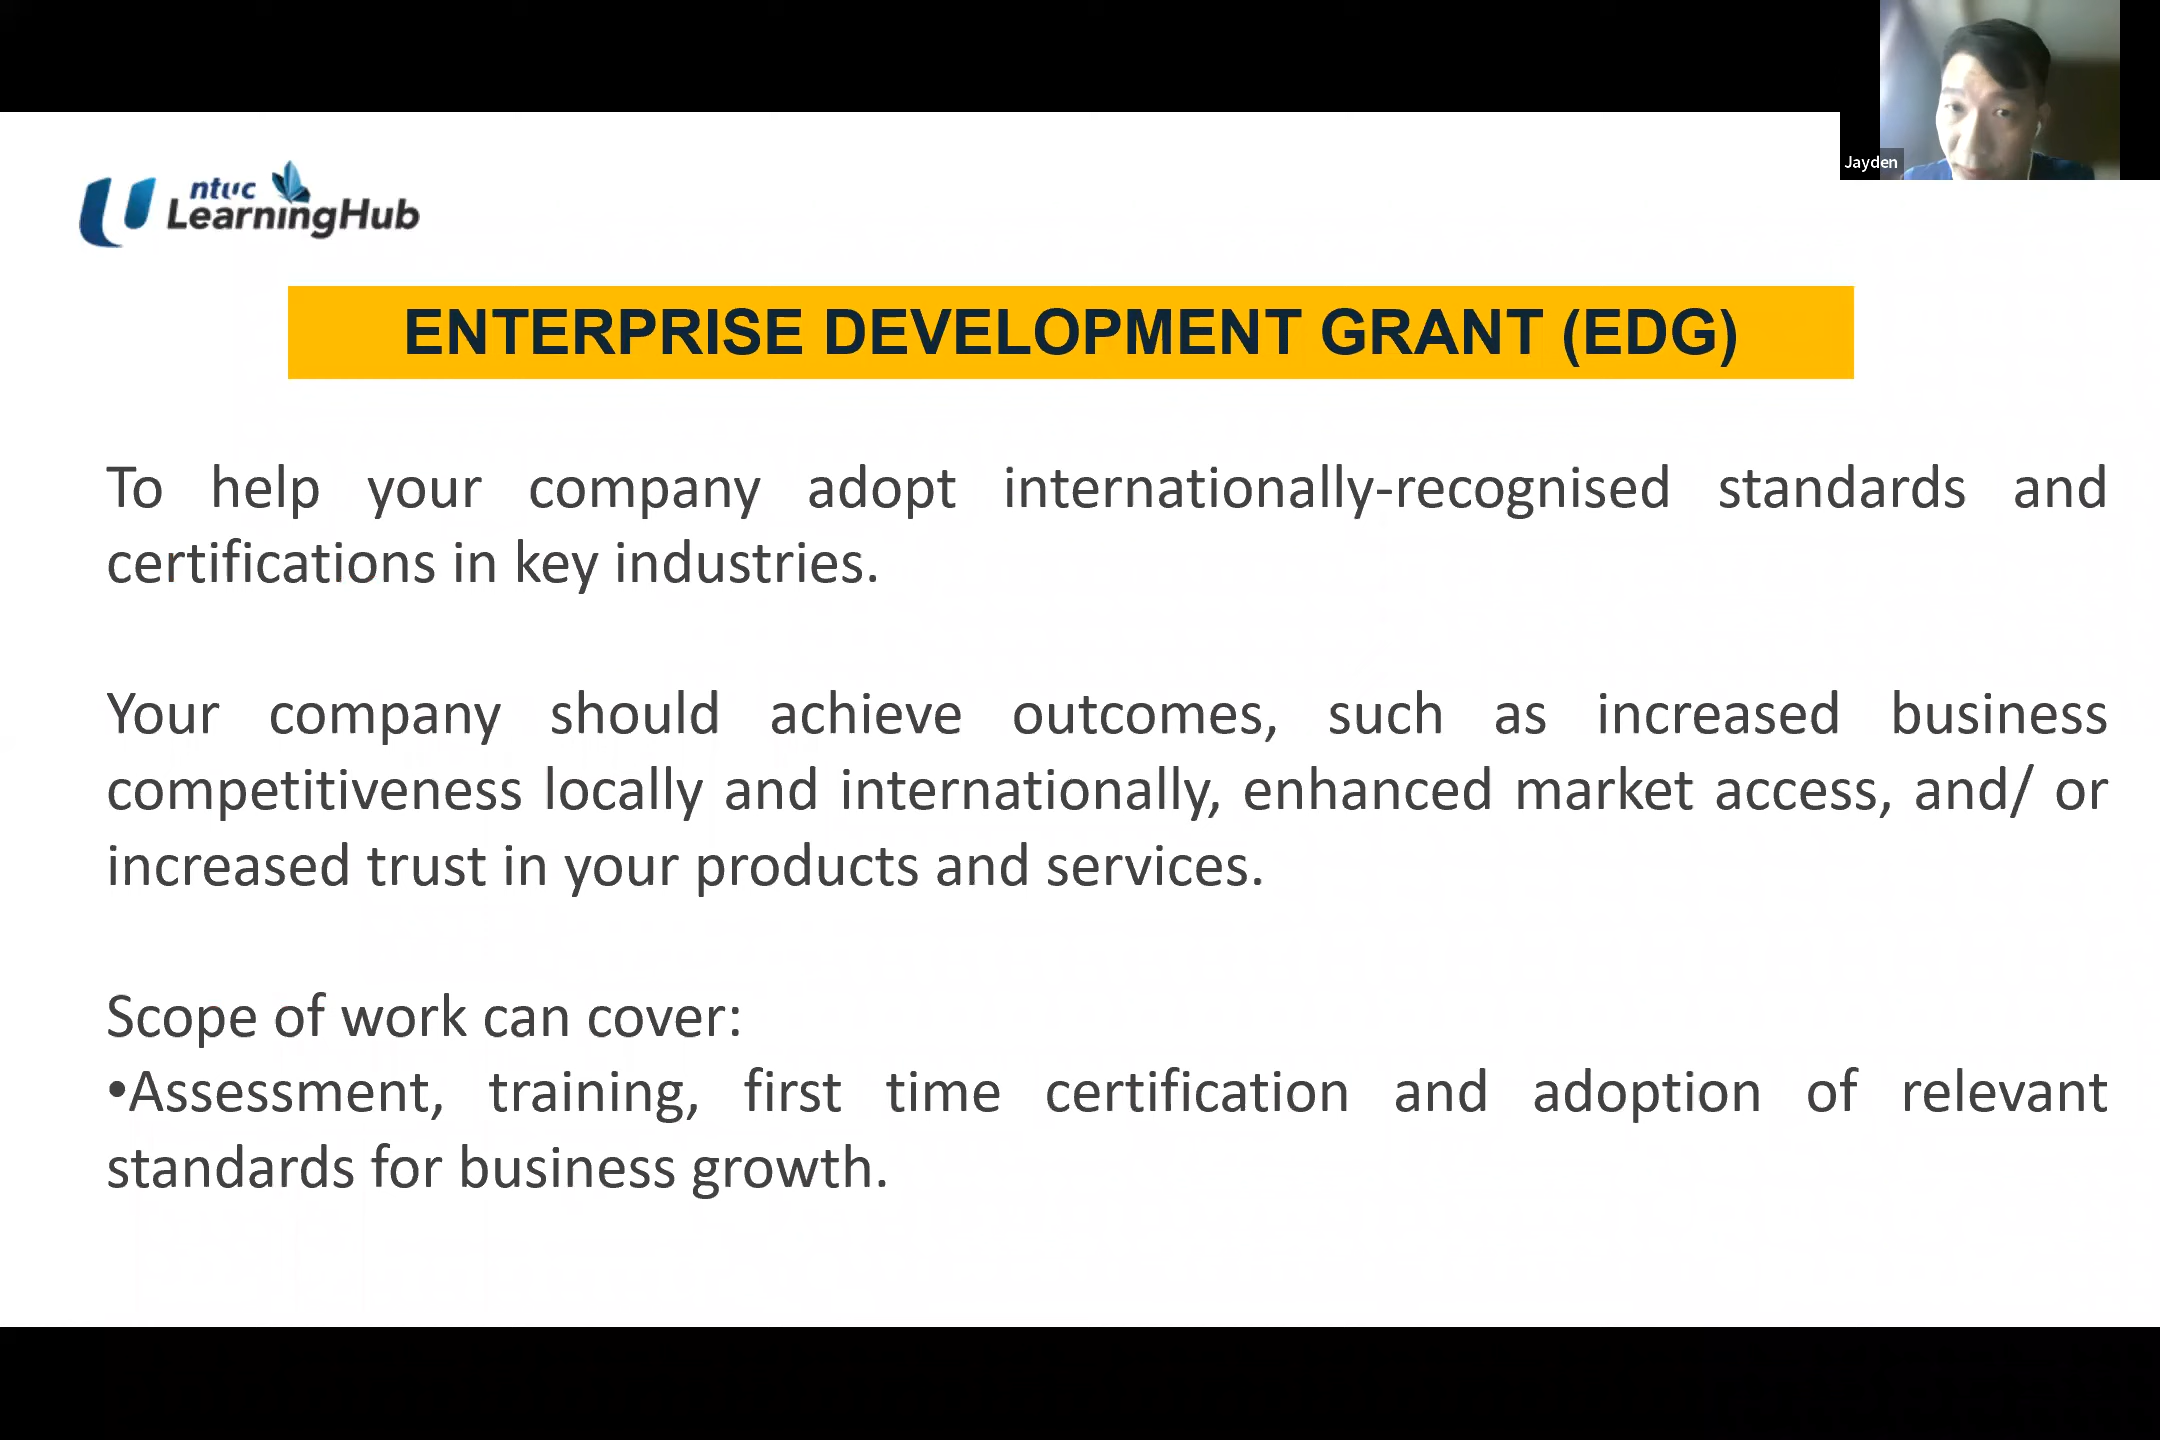 Jayden
ntuc
LearningHub
ENTERPRISE DEVELOPMENT GRANT (EDG)
To help your company adopt internationally-recognised standards and
certifications in key industries.
Your company should achieve outcomes, such as increased business
competitiveness locally and internationally, enhanced market access, and/ or
increased trust in your products and services.
Scope of work can cover:
•Assessment, training, first time certification and adoption of relevant
standards for business growth.